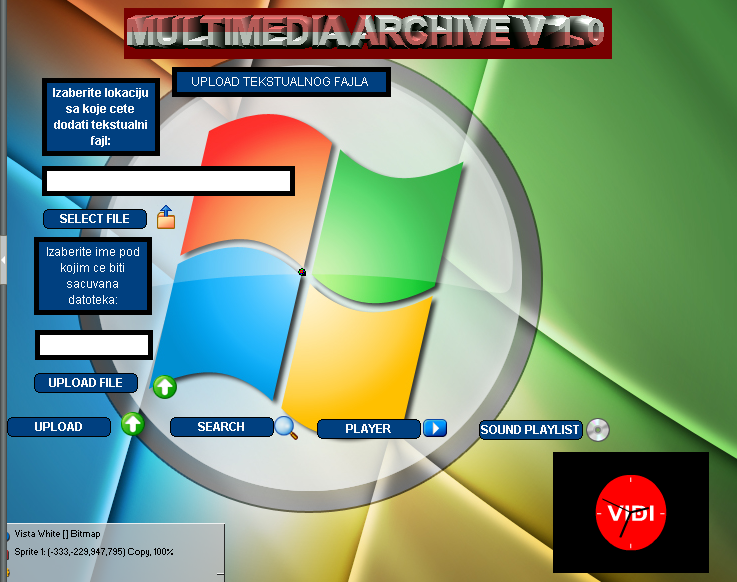 MULTIMEDIA ARCHIVE V 1.0
UPLOAD TEKSTUALNOG FAJLA
Izaberite lokaciju
sa koje cete
dodati tekstualni
fajl:
SELECT FILE
Izaberite ime pod
kojim ce biti
sacuvana
datoteka:
UPLOAD FILE
UPLOAD
SEARCH
PLAYER
SOUND PLAYLIST
VIDI
Vista White [] Bitmap
Sprite 1: (-333,-229,947,795) Copy, 100%